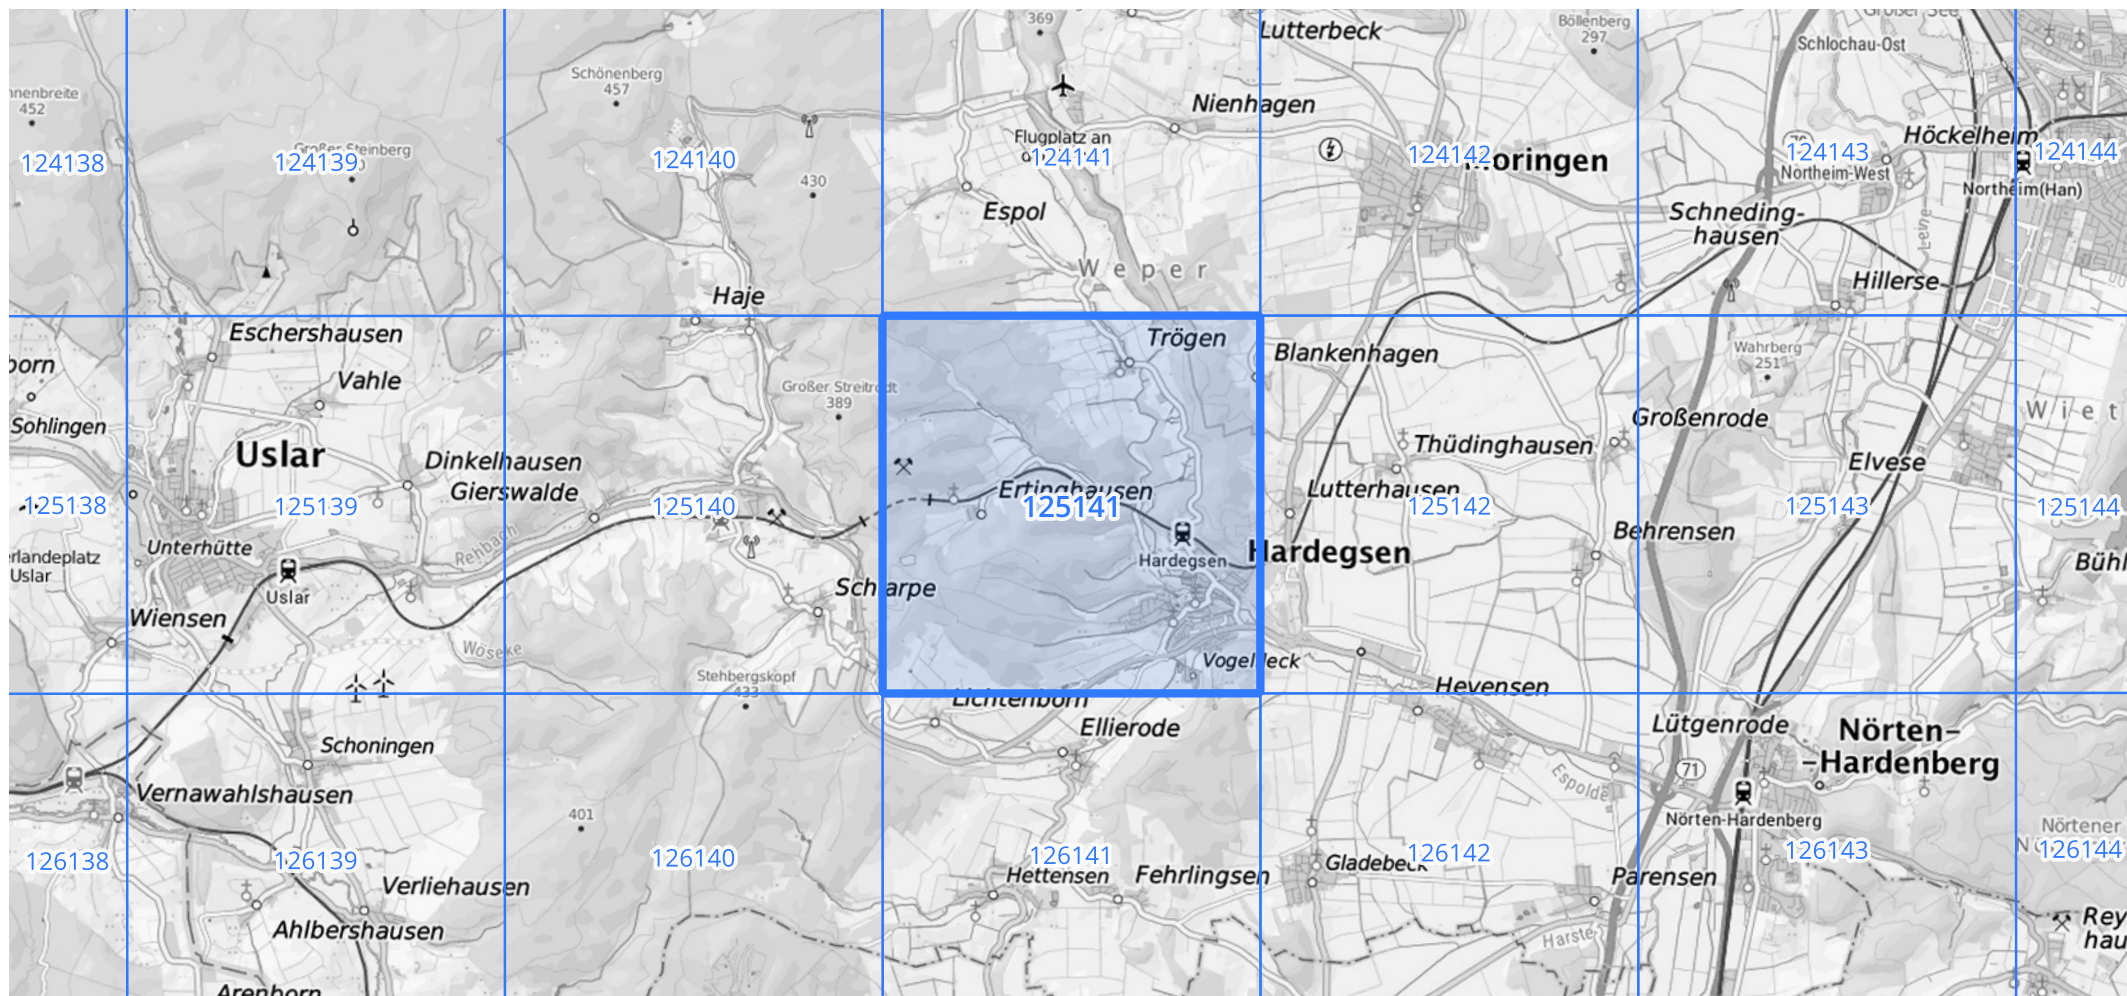 369
Lutterbeck
Böllenberg
297
Schlochau-Ost
Schönenberg
457
452
Nienhagen
Flugplatz an
Großer Steinberg
124138
124139
124140
124141
124142
oringen
124143
Höckelheim
124144
Northeim-West
Northeim(Han)
430
Espol
Schneding-
hausen
Leine
Weper
Haje
Hillerse
Eschershausen
Trögen
Blankenhagen
Wahrberg
251
born
Vahle
Großer Streitrodt
389
Sohlingen
Großenrode
Wiet
Uslar
Thüdinghausen
Dinkelhausen
Gierswalde
Elvese
Ertinghausen
Lutterhausen
125138
125139
125140
125141
125142
125143
125144
Behrensen
Rehbach
Unterhütte
erlandeplatz
Uslar
Hardegsen
Hardegsen
Bühl
Uslar
Schlarpe
Wiensen
Wöseke
Vogelbeck
Stehbergskopf
433
Hevensen
Lichtenborn
Ellierode
Lütgenrode
Nörten-
-Hardenberg
Schoningen
71
Espolde
Vernawahlshausen
Nörten-Hardenberg
401
Nörtener
126138
126139
126140
126141
126142
126143
126144
Hettensen
Fehrlingsen
Gladebeck
Parensen
Verliehausen
Ahlbershausen
Harste
Rey
hau
Arenborn